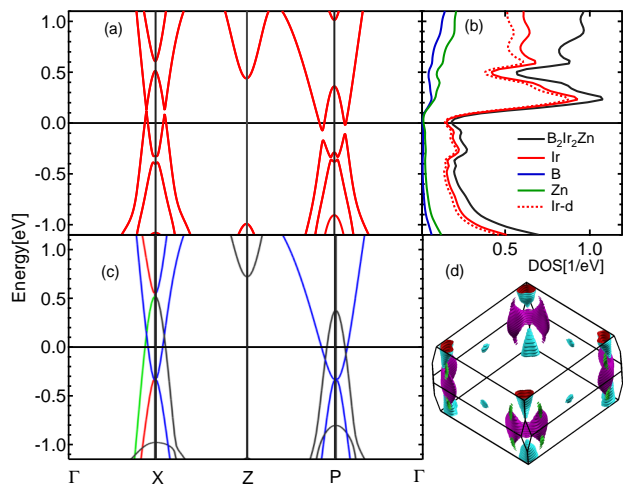 (a)
(b)
1.0
0.5
0.0
-0.5
-1.0
B₂Ir₂Zn
Ir
B
Zn
Ir-d
Energy[eV]
0.5
1.0
DOS[1/eV]
(c)
(d)
1.0
0.5
0.0
-0.5
-1.0
Γ
X
Z
P
Γ